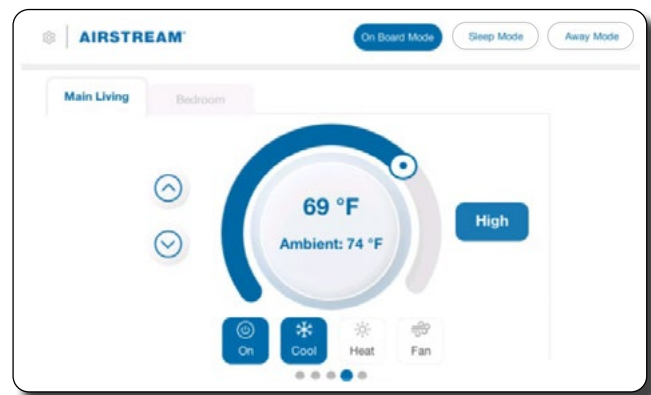 AIRSTREAM
On Board Mode
Sleep Mode
Away Mode
Main Living
Bedroom
69 °F
Ambient: 74 °F
High
On
Cool
Heat
Fan